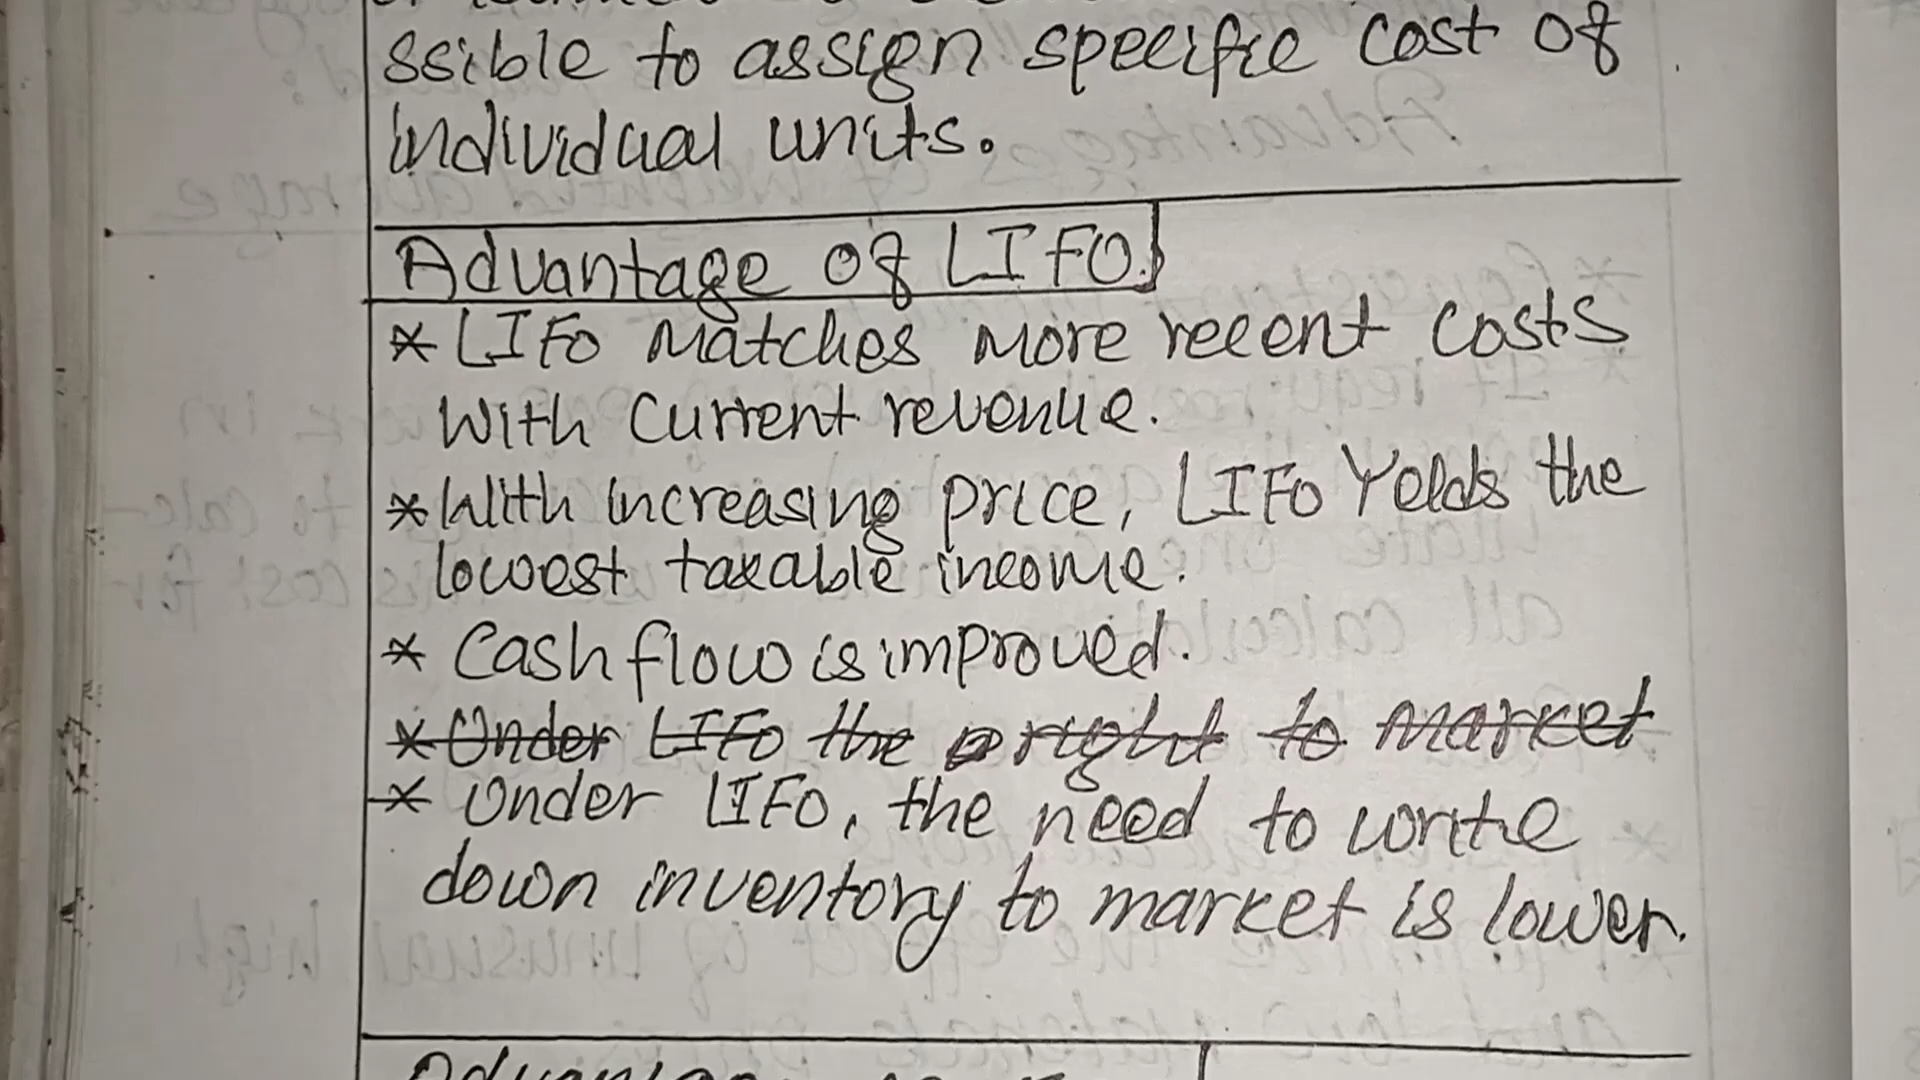 ssible to assign specific cost of
individual units.
Advantage of LIFO.
* LIFO Matches more recent costs
With Current revenue.
* With increasing price, LIFO Yelds the
lowest taxable income.
* Cash flow is improved.
* Under LIFO the right to market
* Under LIFO, the need to write
down inventory to market is lower.